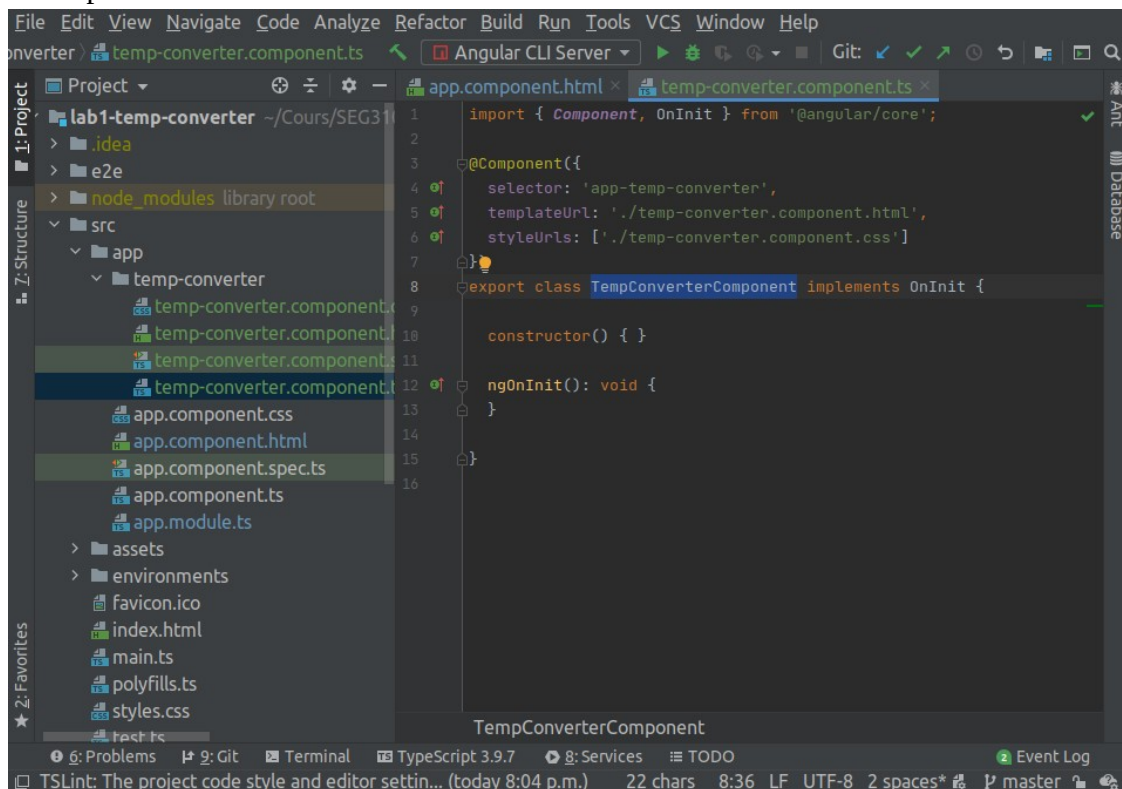 File Edit View Navigate Code Analyze Refactor Build Run Tools VCS Window Help
onverter temp-converter.component.ts Angular CLI Server Git:
Project app.component.html temp-converter.component.ts
1: Project
7: Structure
2: Favorites
lab1-temp-converter ~/Cours/SEG31
.idea
e2e
node_modules library root
src
app
temp-converter
temp-converter.component.c
temp-converter.component.
temp-converter.component.s
temp-converter.component.t
app.component.css
app.component.html
app.component.spec.ts
app.component.ts
app.module.ts
assets
environments
favicon.ico
index.html
main.ts
polyfills.ts
styles.css
test.ts
1 import { Component, OnInit } from '@angular/core';
2
3 @Component({
4 selector: 'app-temp-converter',
5 templateUrl: './temp-converter.component.html',
6 styleUrls: ['./temp-converter.component.css']
7 }
8 export class TempConverterComponent implements OnInit {
9
10 constructor() { }
11
12 ngOnInit(): void {
13 }
14
15 }
16
TempConverterComponent
Ant
Database
6: Problems 9: Git Terminal TypeScript 3.9.7 8: Services TODO 2 Event Log
TSLint: The project code style and editor settin... (today 8:04 p.m.) 22 chars 8:36 LF UTF-8 2 spaces* master